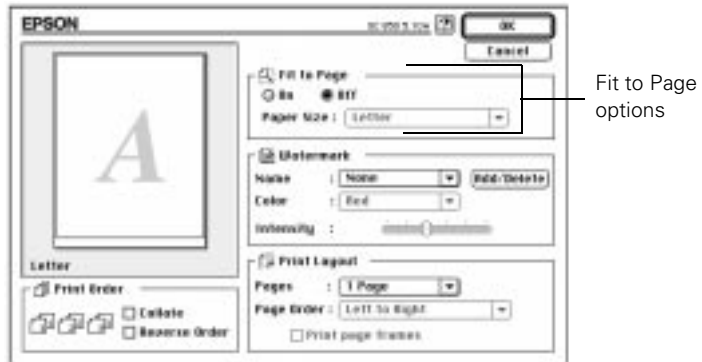 EPSON
OK
Cancel
Fit to Page
On Off
Paper Size : Letter
Fit to Page
options
A
Watermark
Name : None Add/Delete
Color : Red
Intensity :
Letter
Print Layout
Pages : 1 Page
Page Order : Left to Right
Print page frames
Print Order
Collate
Reverse Order